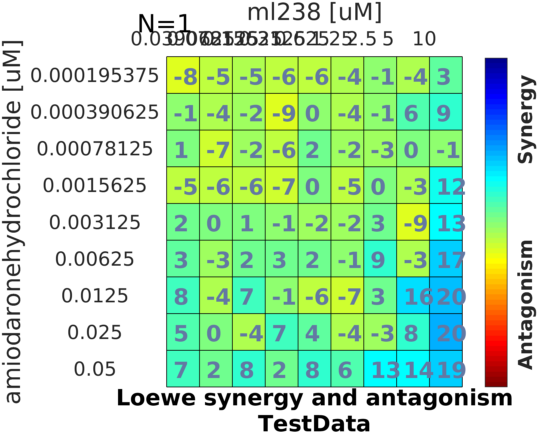 ml238 [uM]
N=1
2.5 5 10
Synergy
Antagonism
amiodaronehydrochloride [uM]
0.000195375 -8 -5 -5 -6 -6 -4 -1 -4 3
0.000390625 -1 -4 -2 -9 0 -4 -1 6 9
0.00078125 1 -7 -2 -6 2 -2 -3 0 -1
0.0015625 -5 -6 -6 -7 0 -5 0 -3 12
0.003125 2 0 1 -1 -2 -2 3 -9 13
0.00625 3 -3 2 3 2 -1 9 -3 17
0.0125 8 -4 7 -1 -6 -7 3 16 20
0.025 5 0 -4 7 4 -4 -3 8 20
0.05 7 2 8 2 8 6 13 14 19
Loewe synergy and antagonism
TestData